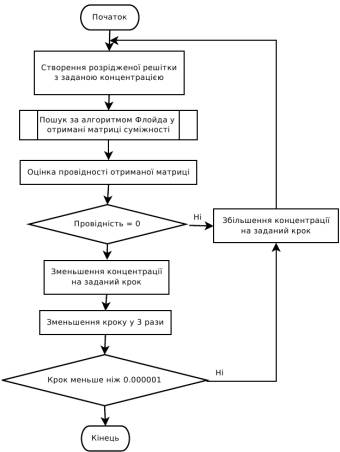 Початок
Створення розрідженої решітки
з заданою концентрацією
Пошук за алгоритмом Флойда у
отримані матриці суміжності
Оцінка провідності отриманої матриці
Провідність = 0
Ні
Збільшення концентрації
на заданий крок
Зменьшення концентрації
на заданий крок
Зменьшення кроку у 3 рази
Крок меньше ніж 0.000001
Ні
Кінець